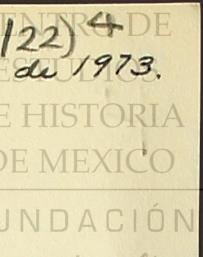 122) 4
de 1973.
CENTRO DE
ESTUDIOS
DE HISTORIA
DE MEXICO
FUNDACIÓN